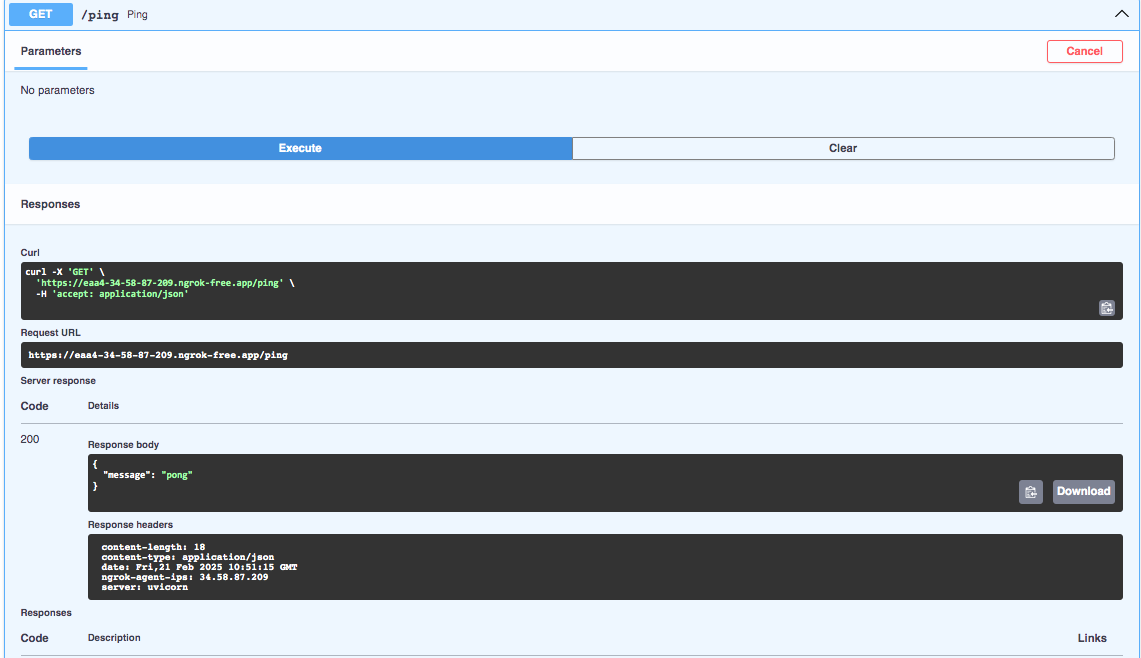 GET /ping Ping
Parameters
Cancel
No parameters
Execute
Clear
Responses
Curl
curl -X 'GET' \
'https://eaa4-34-58-87-209.ngrok-free.app/ping' \
-H 'accept: application/json'
Request URL
https://eaa4-34-58-87-209.ngrok-free.app/ping
Server response
Code Details
200
Response body
{
"message": "pong"
}
Download
Response headers
content-length: 18
content-type: application/json
date: Fri,21 Feb 2025 10:51:15 GMT
ngrok-agent-ips: 34.58.87.209
server: uvicorn
Responses
Code Description Links